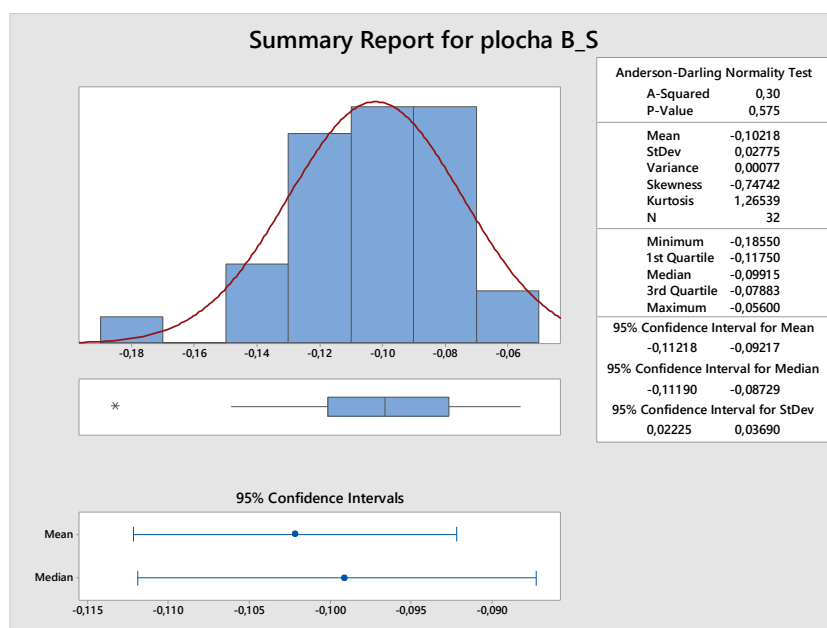 Summary Report for plocha B_S
-0,18 -0,16 -0,14 -0,12 -0,10 -0,08 -0,06
Anderson-Darling Normality Test
A-Squared 0,30
P-Value 0,575
Mean -0,10218
StDev 0,02775
Variance 0,00077
Skewness -0,74742
Kurtosis 1,26539
N 32
Minimum -0,18550
1st Quartile -0,11750
Median -0,09915
3rd Quartile -0,07883
Maximum -0,05600
95% Confidence Interval for Mean
-0,11218 -0,09217
95% Confidence Interval for Median
-0,11190 -0,08729
95% Confidence Interval for StDev
0,02225 0,03690
95% Confidence Intervals
Mean
Median
-0,115 -0,110 -0,105 -0,100 -0,095 -0,090